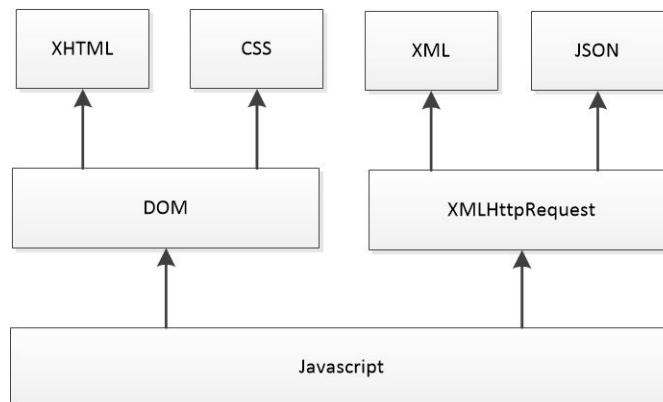 XHTML
CSS
XML
JSON
DOM
XMLHttpRequest
Javascript